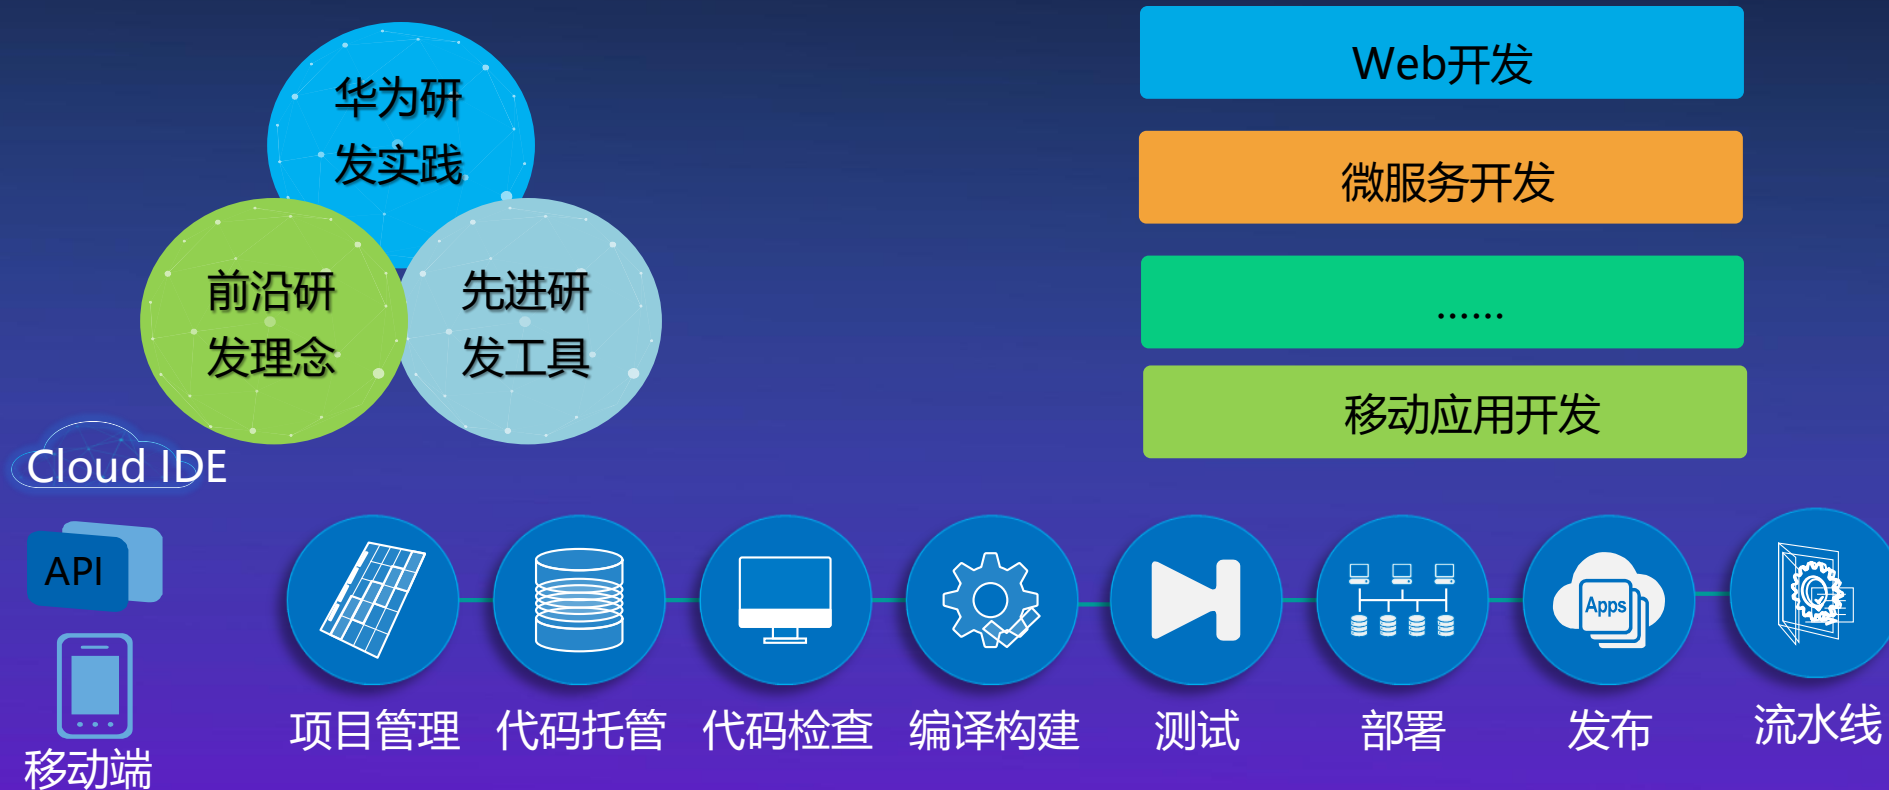 华为研
发实践
前沿研
发理念
先进研
发工具
Web开发
微服务开发
......
移动应用开发
Cloud IDE
API
移动端
Apps
项目管理
代码托管
代码检查
编译构建
测试
部署
发布
流水线